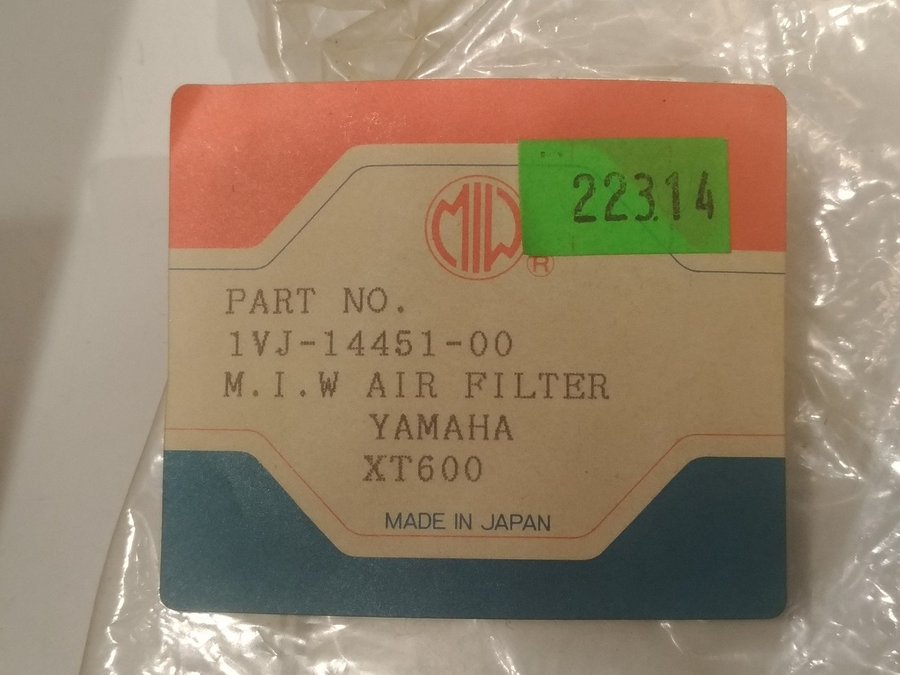 MIW
®
223.14
PART NO.
1VJ-14451-00
M.I.W AIR FILTER
YAMAHA
XT600
MADE IN JAPAN